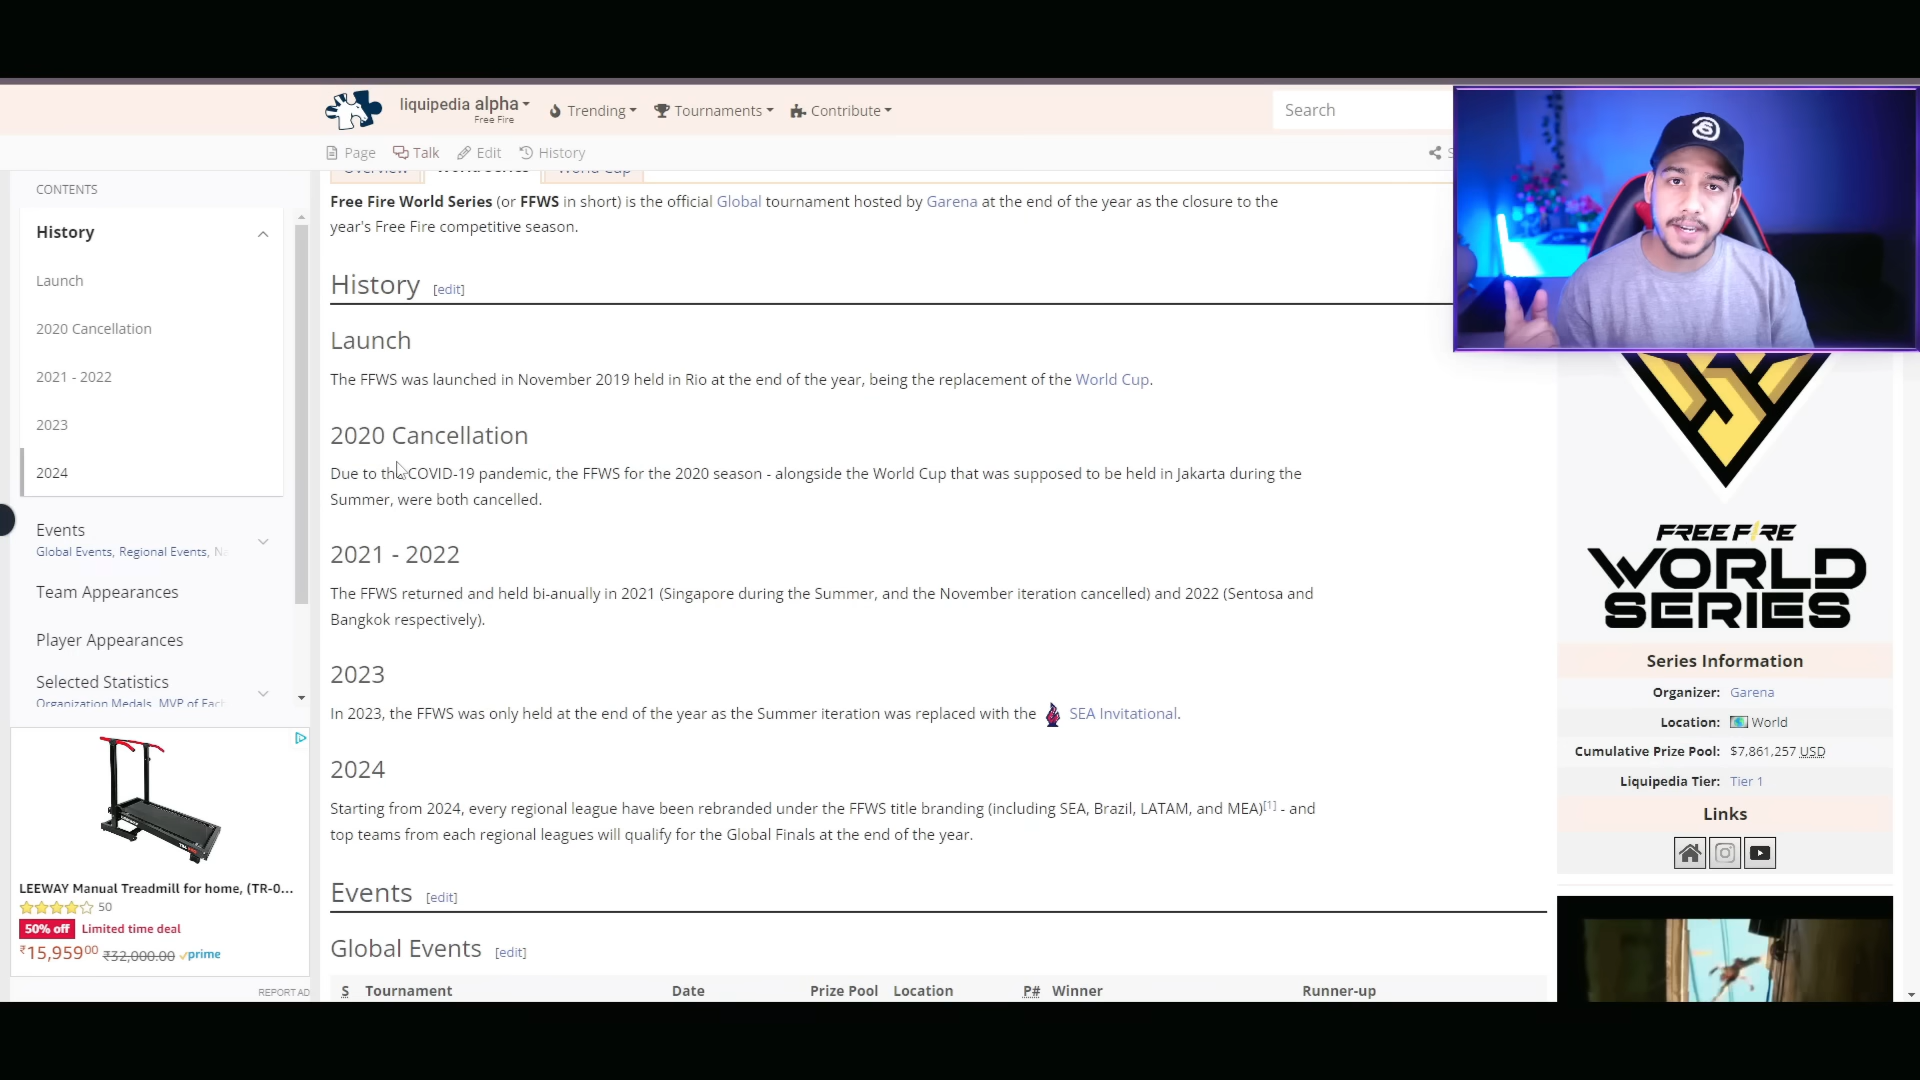 liquipedia alpha
Free Fire
Trending
Tournaments
Contribute
Search
Page
Talk
Edit
History
CONTENTS
History
Launch
2020 Cancellation
2021 - 2022
2023
2024
Events
Global Events, Regional Events,
Team Appearances
Player Appearances
Selected Statistics
Organization Medals, MVP of
LEEWAY Manual Treadmill for home, (TR-0...
50
50% off Limited time deal
₹15,959⁰⁰ ₹32,000.00 prime
REPORT AD
Overview World Series World Cup
Free Fire World Series (or FFWS in short) is the official Global tournament hosted by Garena at the end of the year as the closure to the
year's Free Fire competitive season.
History [edit]
Launch
The FFWS was launched in November 2019 held in Rio at the end of the year, being the replacement of the World Cup.
2020 Cancellation
Due to the COVID-19 pandemic, the FFWS for the 2020 season - alongside the World Cup that was supposed to be held in Jakarta during the
Summer, were both cancelled.
2021 - 2022
The FFWS returned and held bi-anually in 2021 (Singapore during the Summer, and the November iteration cancelled) and 2022 (Sentosa and
Bangkok respectively).
2023
In 2023, the FFWS was only held at the end of the year as the Summer iteration was replaced with the SEA Invitational.
2024
Starting from 2024, every regional league have been rebranded under the FFWS title branding (including SEA, Brazil, LATAM, and MEA)[1] - and
top teams from each regional leagues will qualify for the Global Finals at the end of the year.
Events [edit]
Global Events [edit]
S Tournament Date Prize Pool Location P# Winner Runner-up
FREE FIRE
WORLD
SERIES
Series Information
Organizer: Garena
Location: World
Cumulative Prize Pool: $7,861,257 USD
Liquipedia Tier: Tier 1
Links